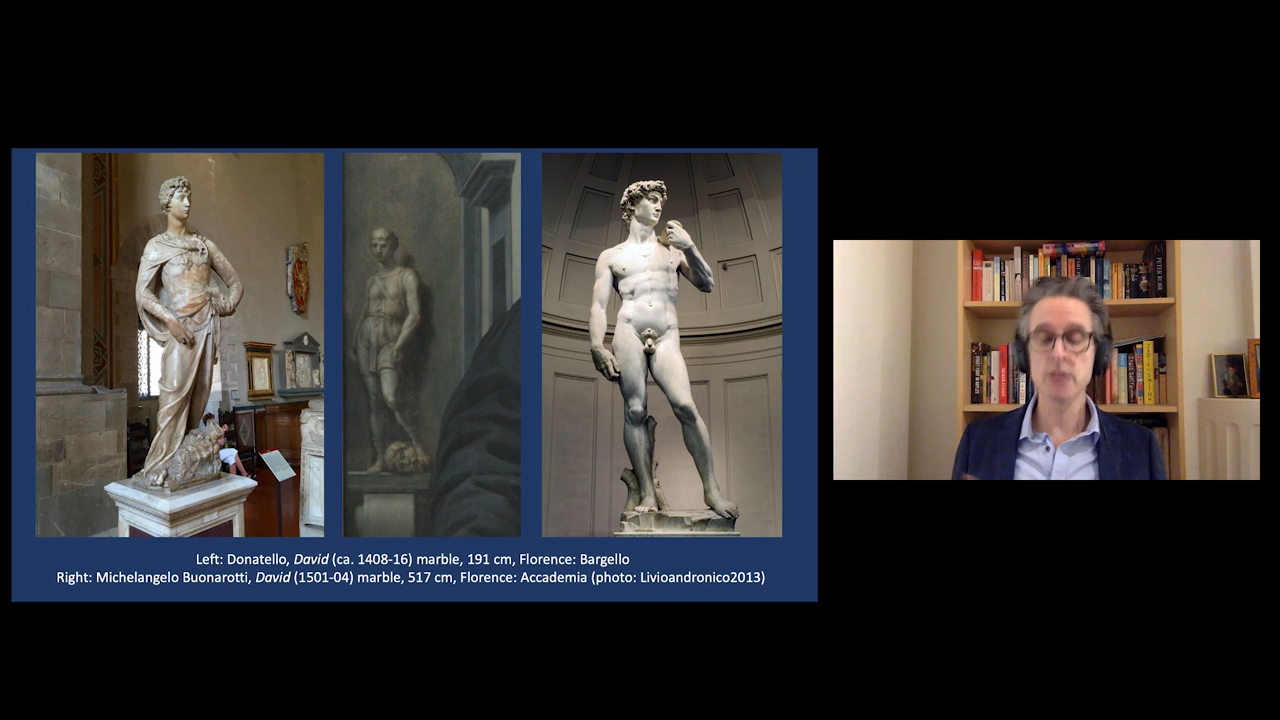 Left: Donatello, David (ca. 1408-16) marble, 191 cm, Florence: Bargello
Right: Michelangelo Buonarotti, David (1501-04) marble, 517 cm, Florence: Accademia (photo: Livioandronico2013)